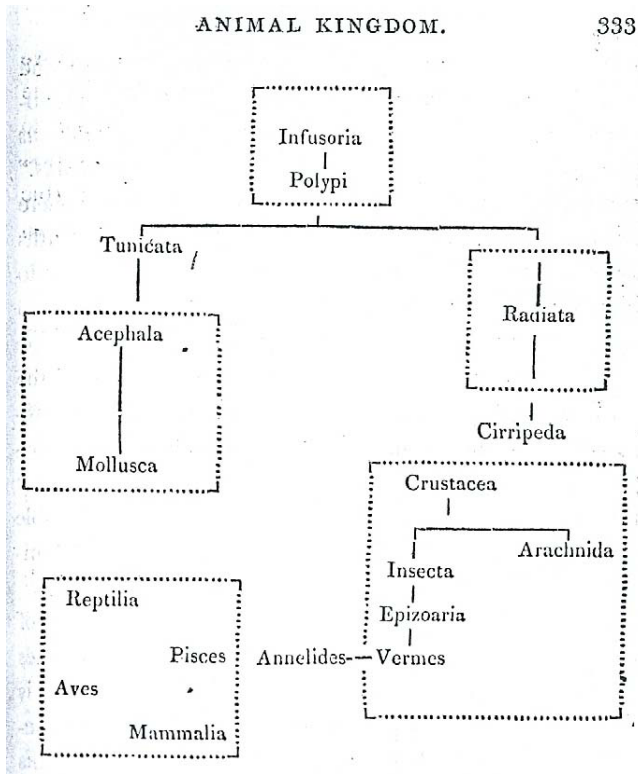 ANIMAL KINGDOM. 333
Infusoria
Polypi
Tunicata
Radiata
Acephala
Cirripeda
Mollusca
Crustacea
Arachnida
Insecta
Reptilia
Epizoaria
Pisces Annelides Vermes
Aves
Mammalia